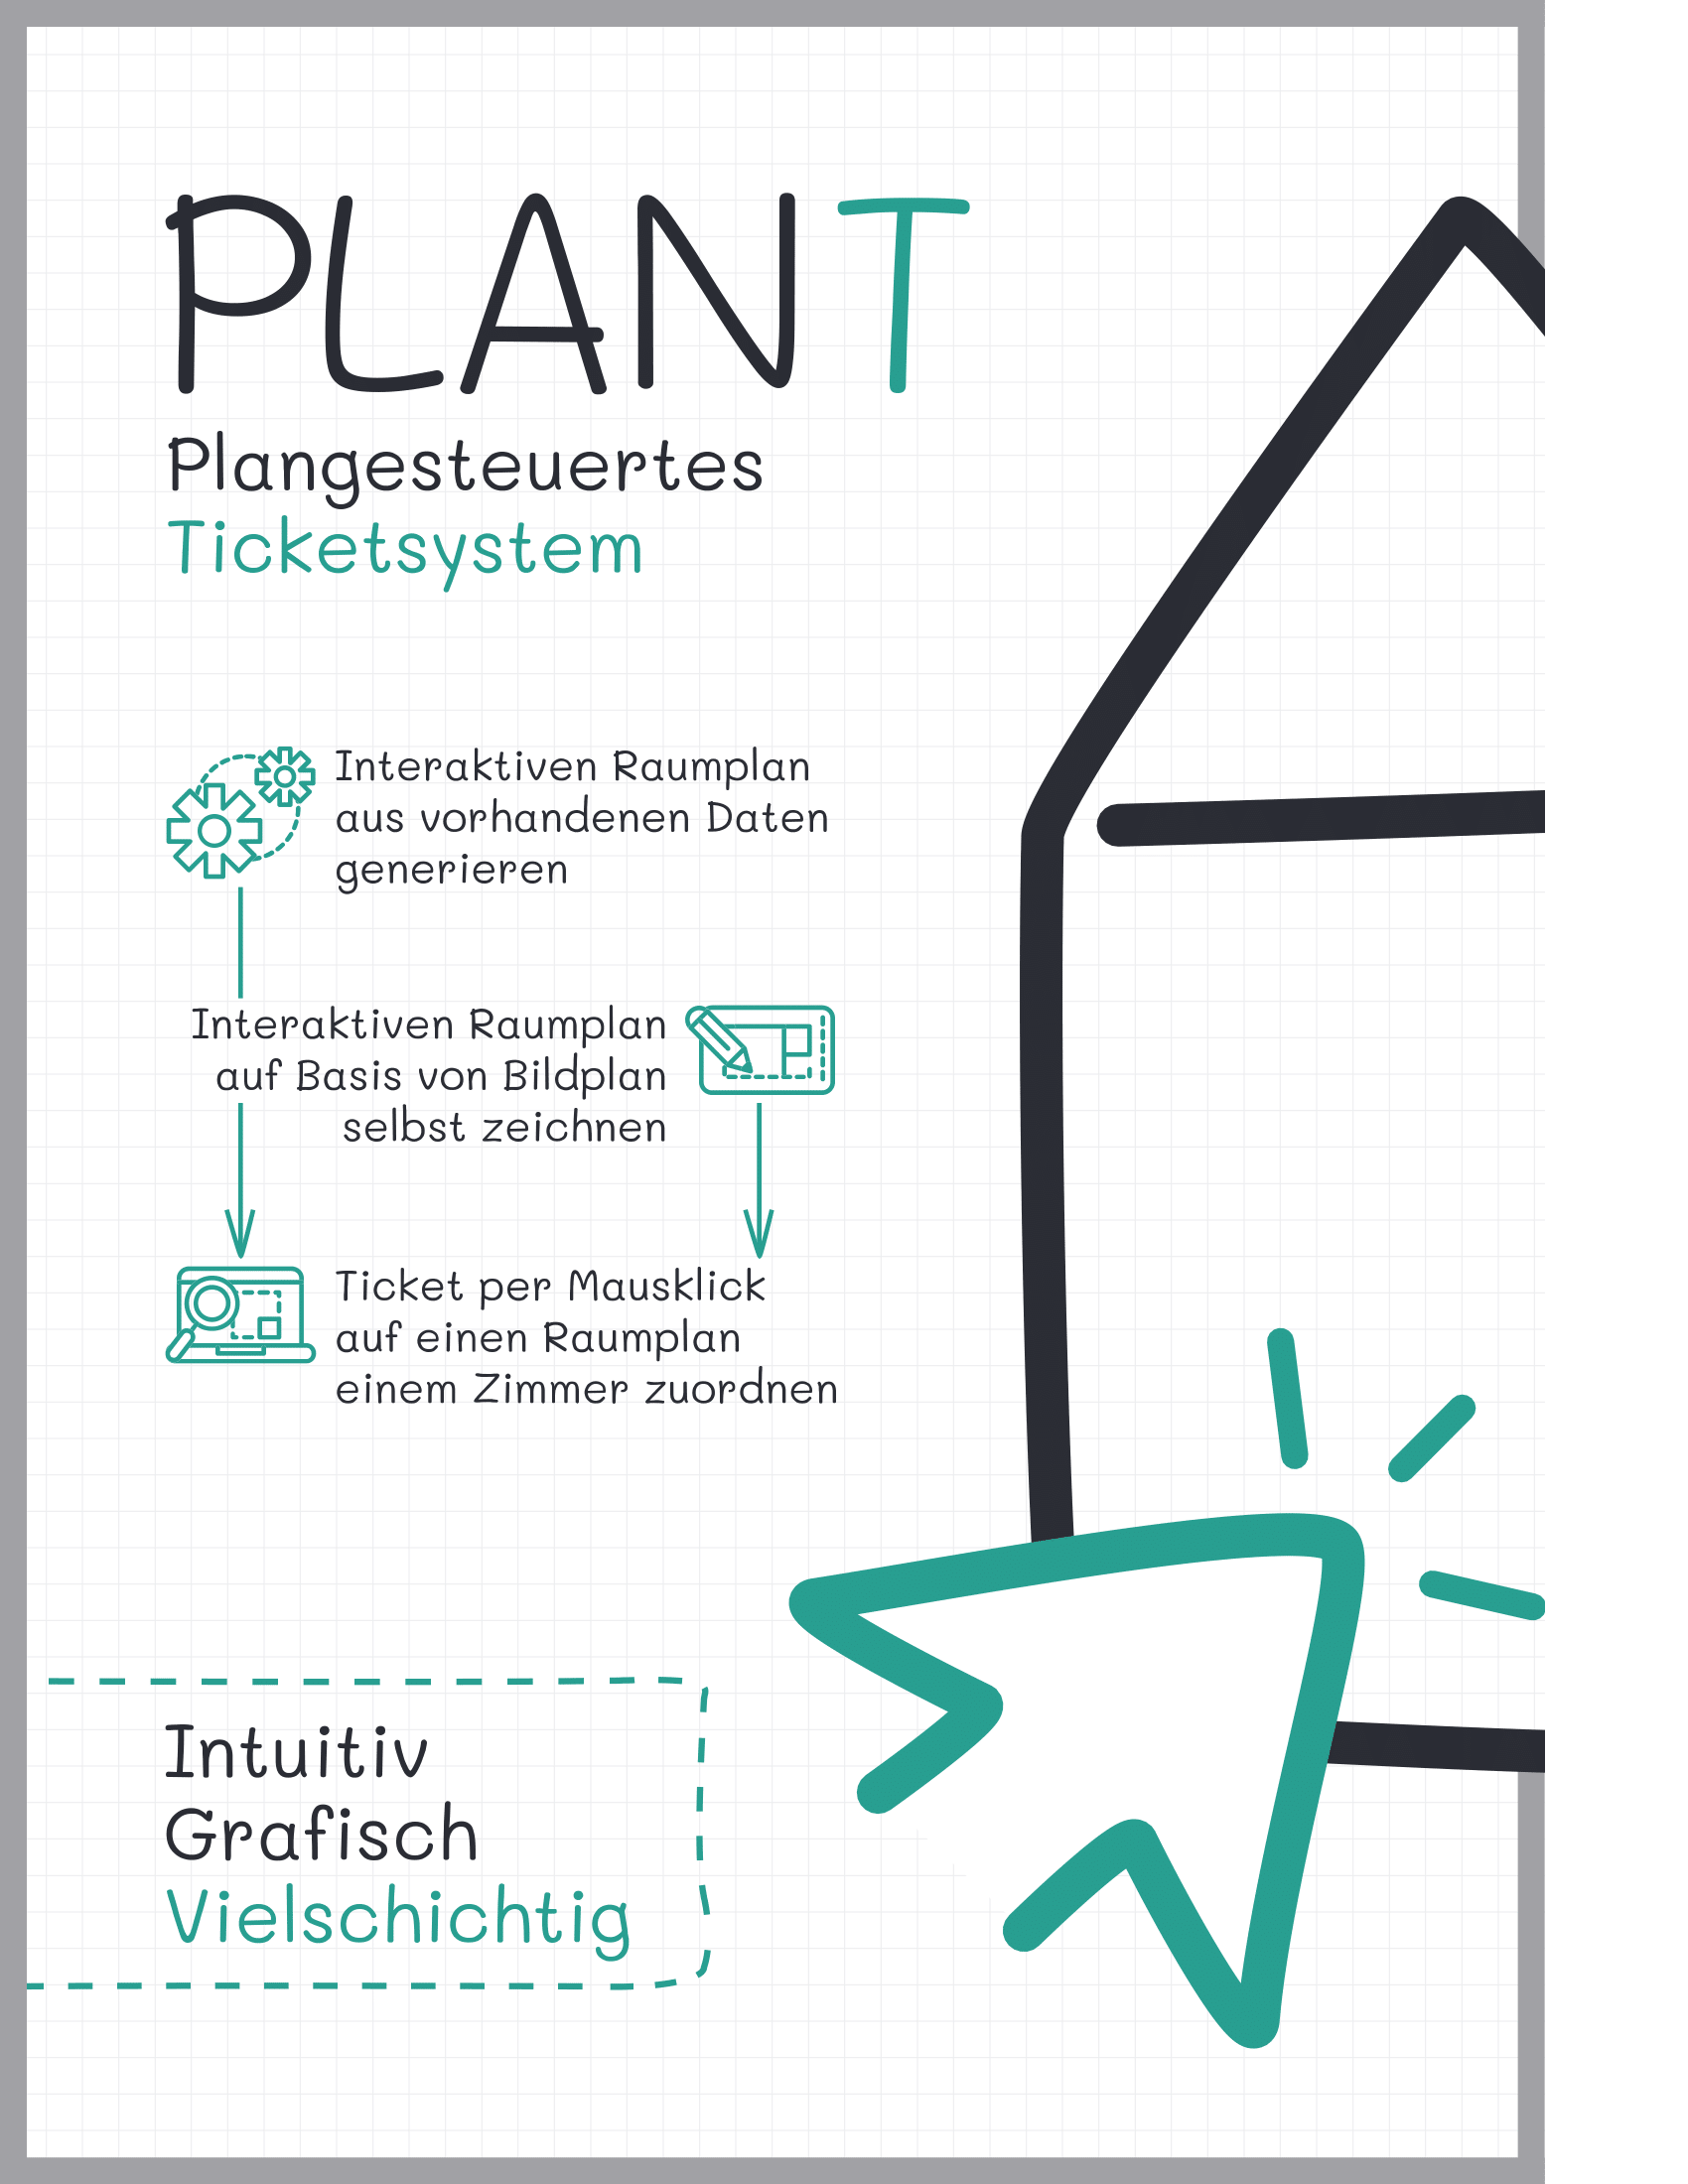 PLANT
Plangesteuertes
Ticketsystem
Interaktiven Raumplan
aus vorhandenen Daten
generieren
Interaktiven Raumplan
auf Basis von Bildplan
selbst zeichnen
Ticket per Mausklick
auf einen Raumplan
einem Zimmer zuordnen
Intuitiv
Grafisch
Vielschichtig